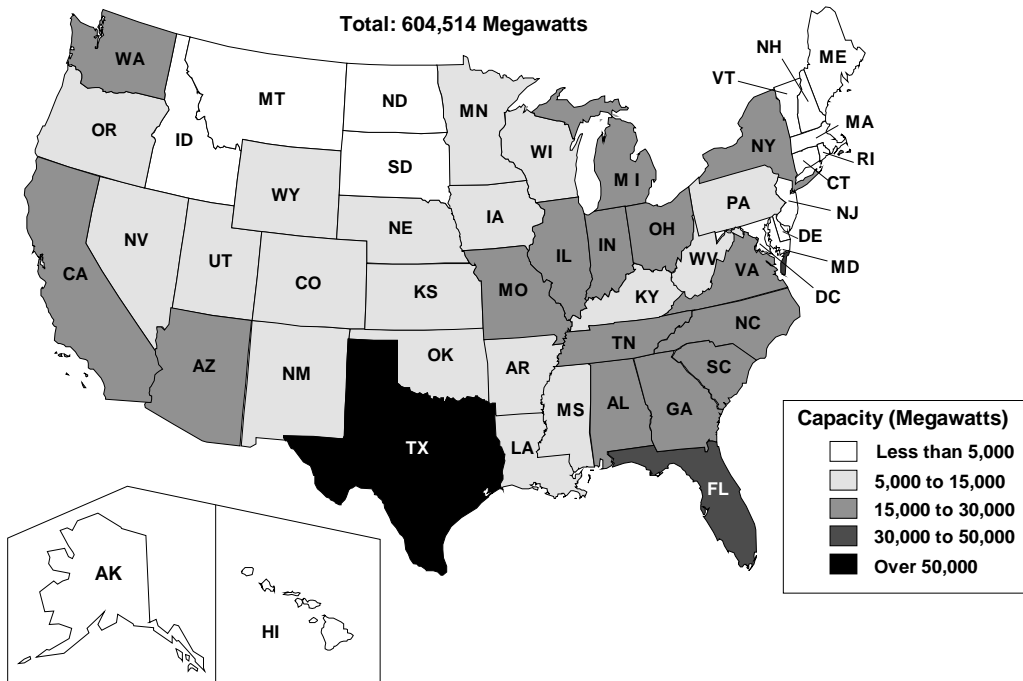 Total: 604,514 Megawatts
WA
MT
ND
MN
NH
ME
VT
OR
ID
SD
WI
MI
NY
MA
RI
CT
WY
IA
PA
NJ
NE
NV
UT
CO
IL
IN
OH
DE
WV
VA
MD
DC
CA
KS
MO
KY
NC
TN
AZ
NM
OK
AR
SC
MS
AL
GA
TX
LA
FL
Capacity (Megawatts)
Less than 5,000
5,000 to 15,000
15,000 to 30,000
30,000 to 50,000
Over 50,000
AK
HI